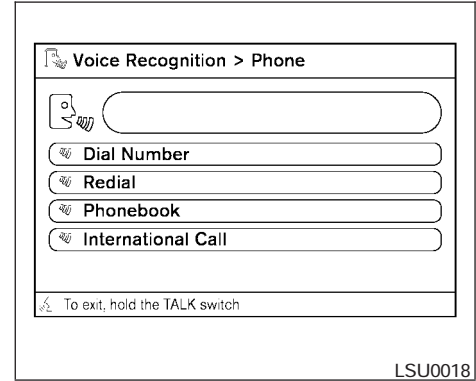 Voice Recognition > Phone
Dial Number
Redial
Phonebook
International Call
To exit, hold the TALK switch
LSU0018